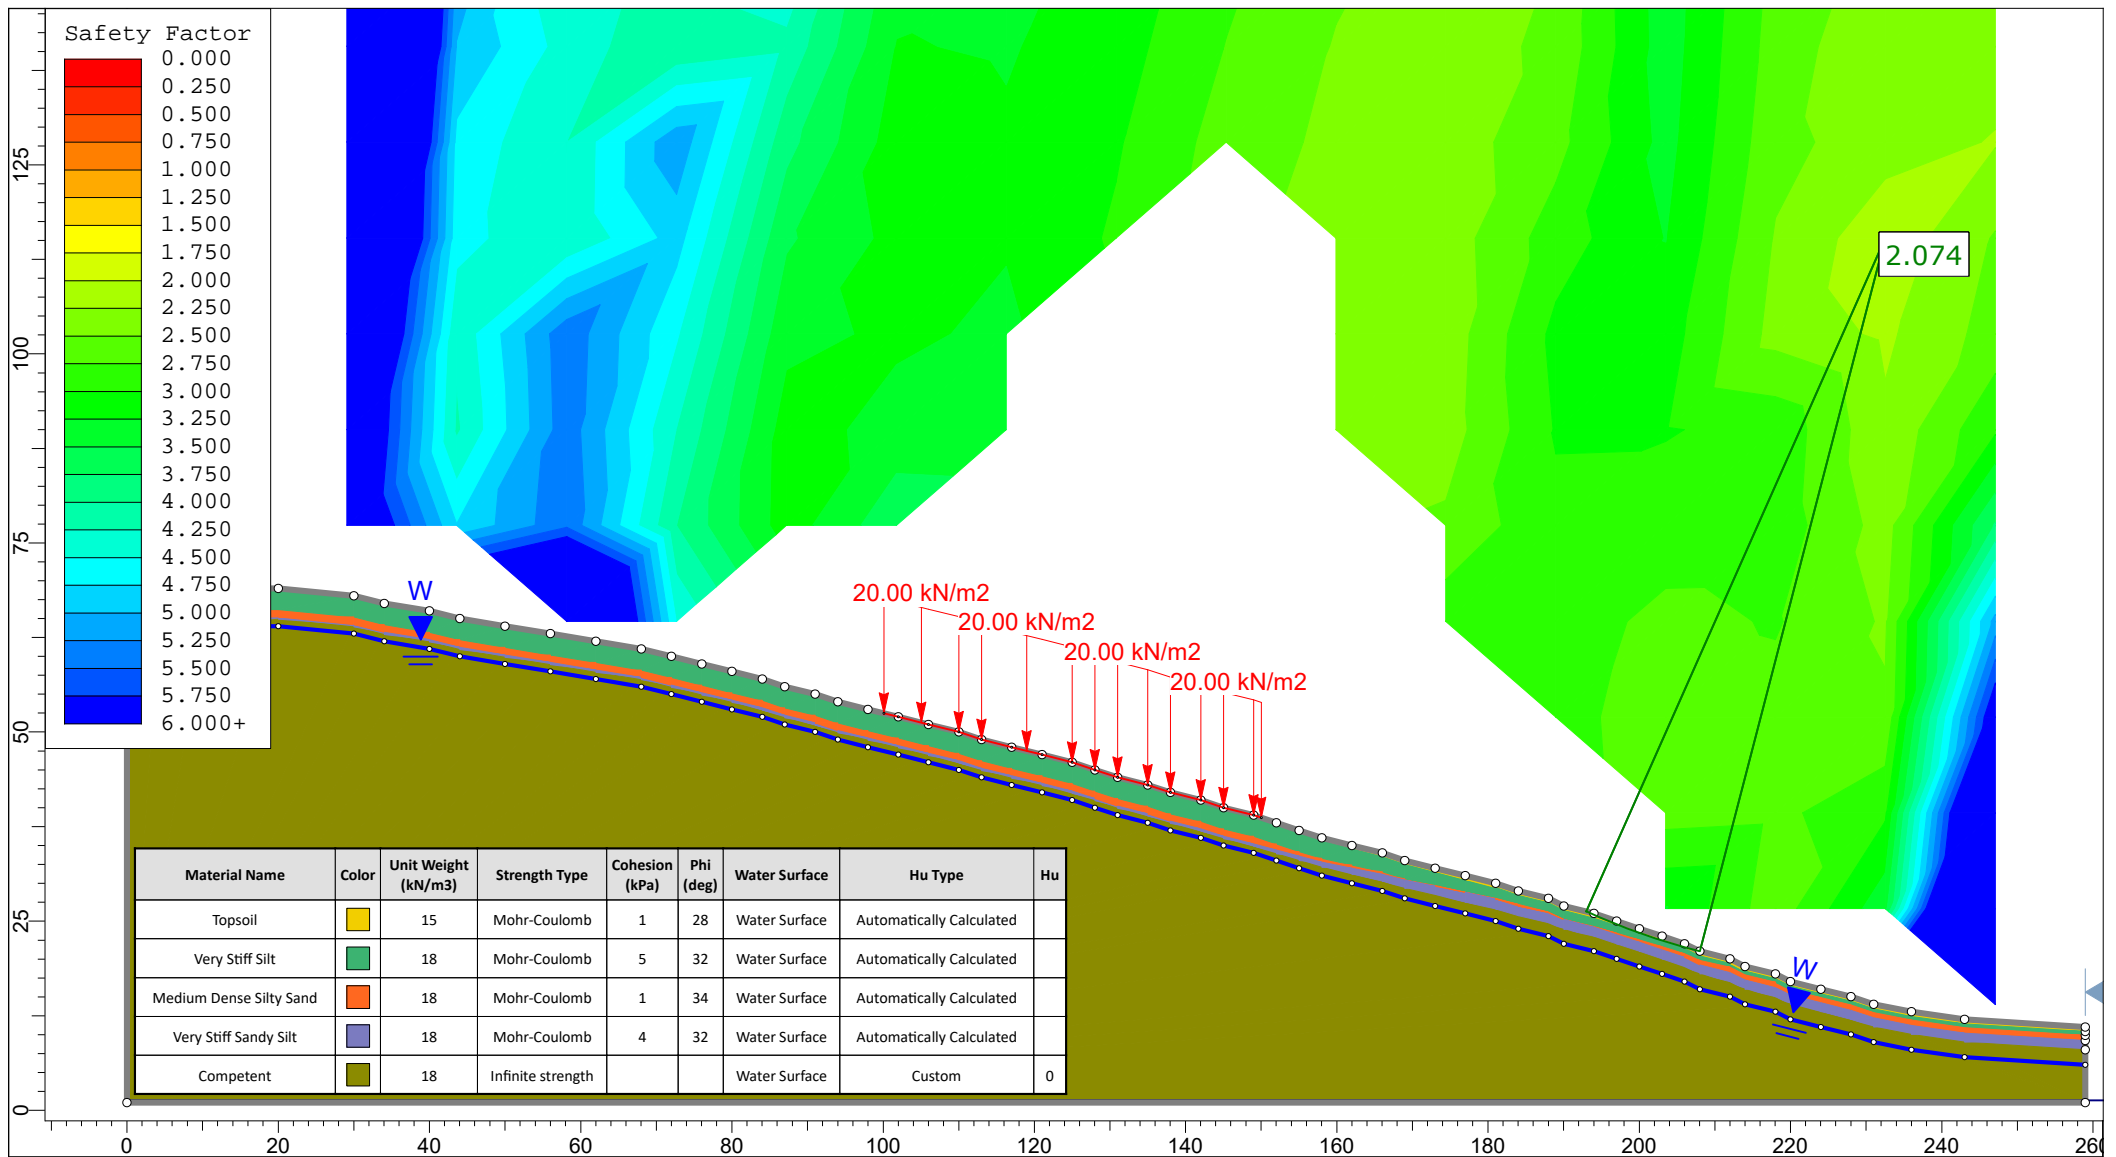 Safety Factor
0.000
0.250
0.500
0.750
1.000
1.250
1.500
1.750
2.000
2.250
2.500
2.750
3.000
3.250
3.500
3.750
4.000
4.250
4.500
4.750
5.000
5.250
5.500
5.750
6.000+
125
100
75
50
25
0
2.074
W
20.00 kN/m2
20.00 kN/m2
20.00 kN/m2
20.00 kN/m2
W
Material Name Color Unit Weight (kN/m3) Strength Type Cohesion (kPa) Phi (deg) Water Surface Hu Type Hu
Topsoil 15 Mohr-Coulomb 1 28 Water Surface Automatically Calculated
Very Stiff Silt 18 Mohr-Coulomb 5 32 Water Surface Automatically Calculated
Medium Dense Silty Sand 18 Mohr-Coulomb 1 34 Water Surface Automatically Calculated
Very Stiff Sandy Silt 18 Mohr-Coulomb 4 32 Water Surface Automatically Calculated
Competent 18 Infinite strength Water Surface Custom 0
0 20 40 60 80 100 120 140 160 180 200 220 240 260